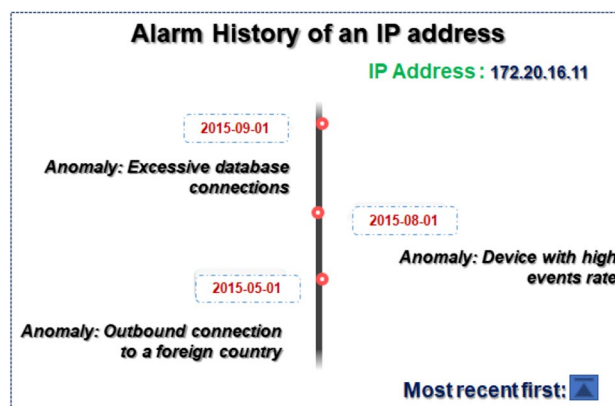 Alarm History of an IP address
IP Address : 172.20.16.11
2015-09-01
Anomaly: Excessive database
connections
2015-08-01
Anomaly: Device with high
events rate
2015-05-01
Anomaly: Outbound connection
to a foreign country
Most recent first: